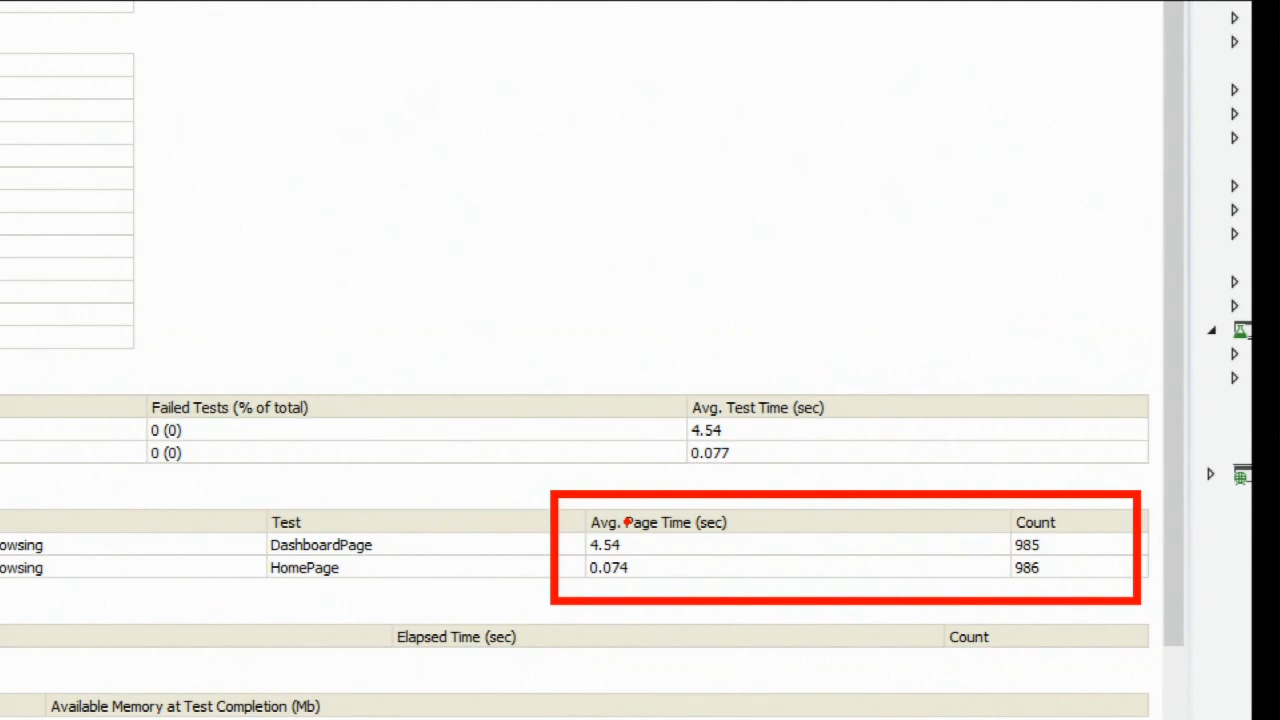 Failed Tests (% of total) Avg. Test Time (sec)
0 (0) 4.54
0 (0) 0.077
Test Avg. Page Time (sec) Count
owsing DashboardPage 4.54 985
owsing HomePage 0.074 986
Elapsed Time (sec) Count
Available Memory at Test Completion (Mb)